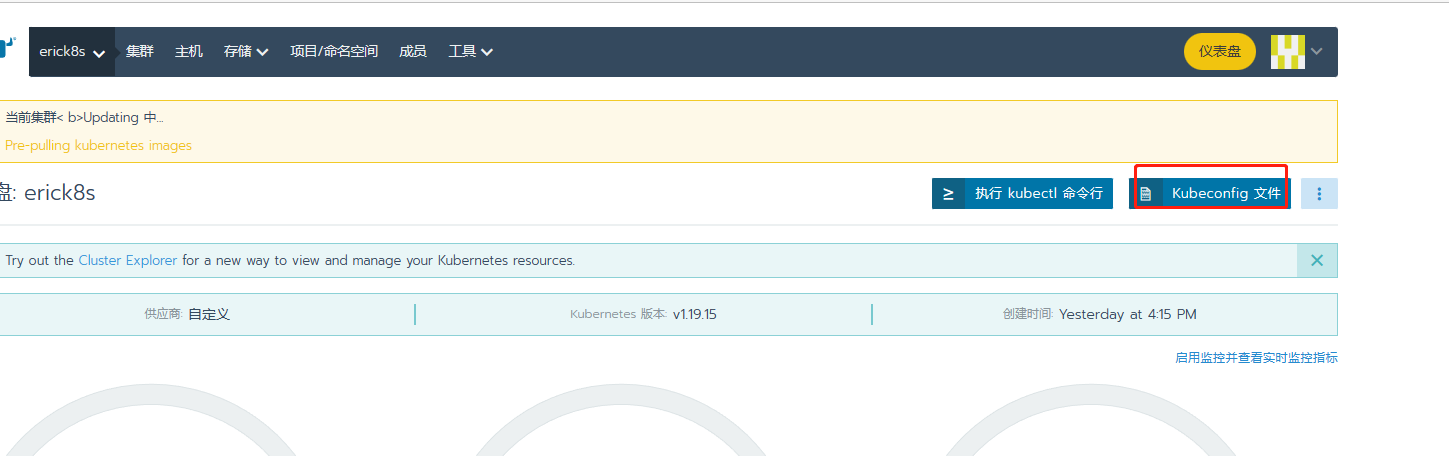 erick8s 集群 主机 存储 项目/命名空间 成员 工具 仪表盘
当前集群< b>Updating 中...
Pre-pulling kubernetes images
盘: erick8s 执行 kubectl 命令行 Kubeconfig 文件
Try out the Cluster Explorer for a new way to view and manage your Kubernetes resources.
供应商: 自定义 Kubernetes 版本: v1.19.15 创建时间: Yesterday at 4:15 PM
启用监控并查看实时监控指标